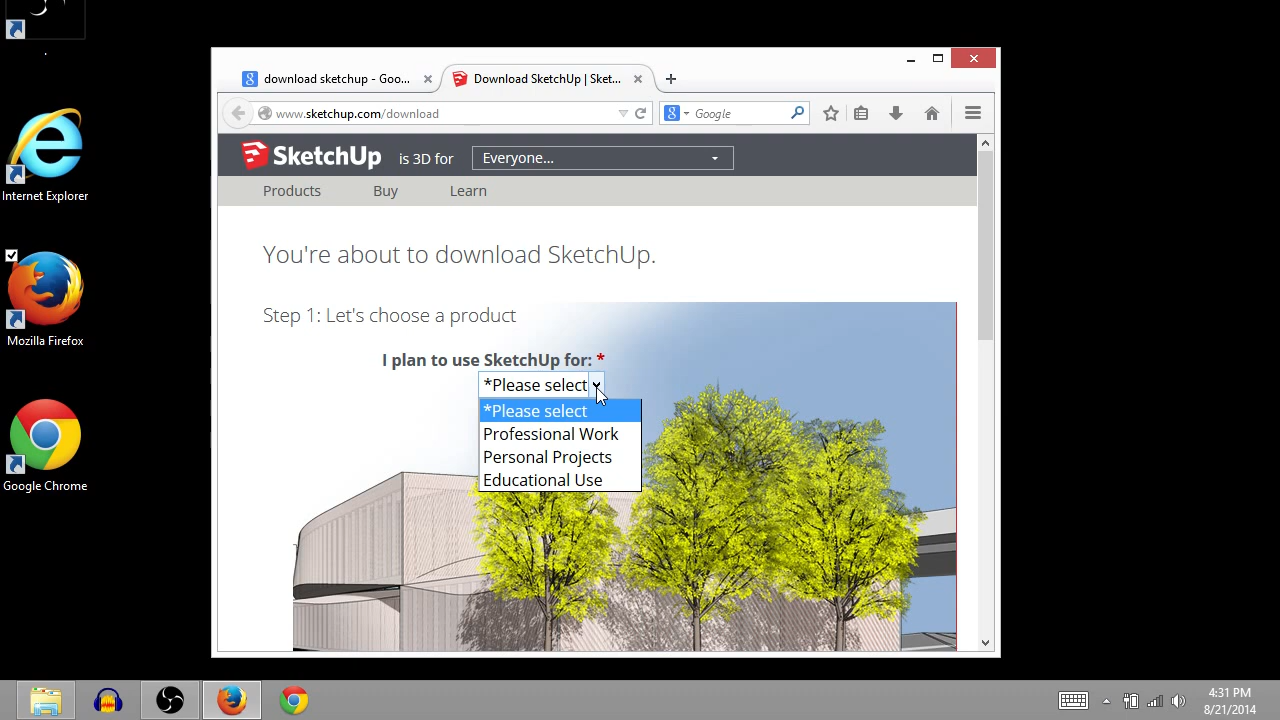 .
Internet Explorer
Mozilla Firefox
Google Chrome
download sketchup - Goo...
Download SketchUp | Sket...
www.sketchup.com/download
Google
SketchUp is 3D for Everyone...
Products Buy Learn
You're about to download SketchUp.
Step 1: Let's choose a product
I plan to use SketchUp for: *
*Please select
*Please select
Professional Work
Personal Projects
Educational Use
4:31 PM
8/21/2014